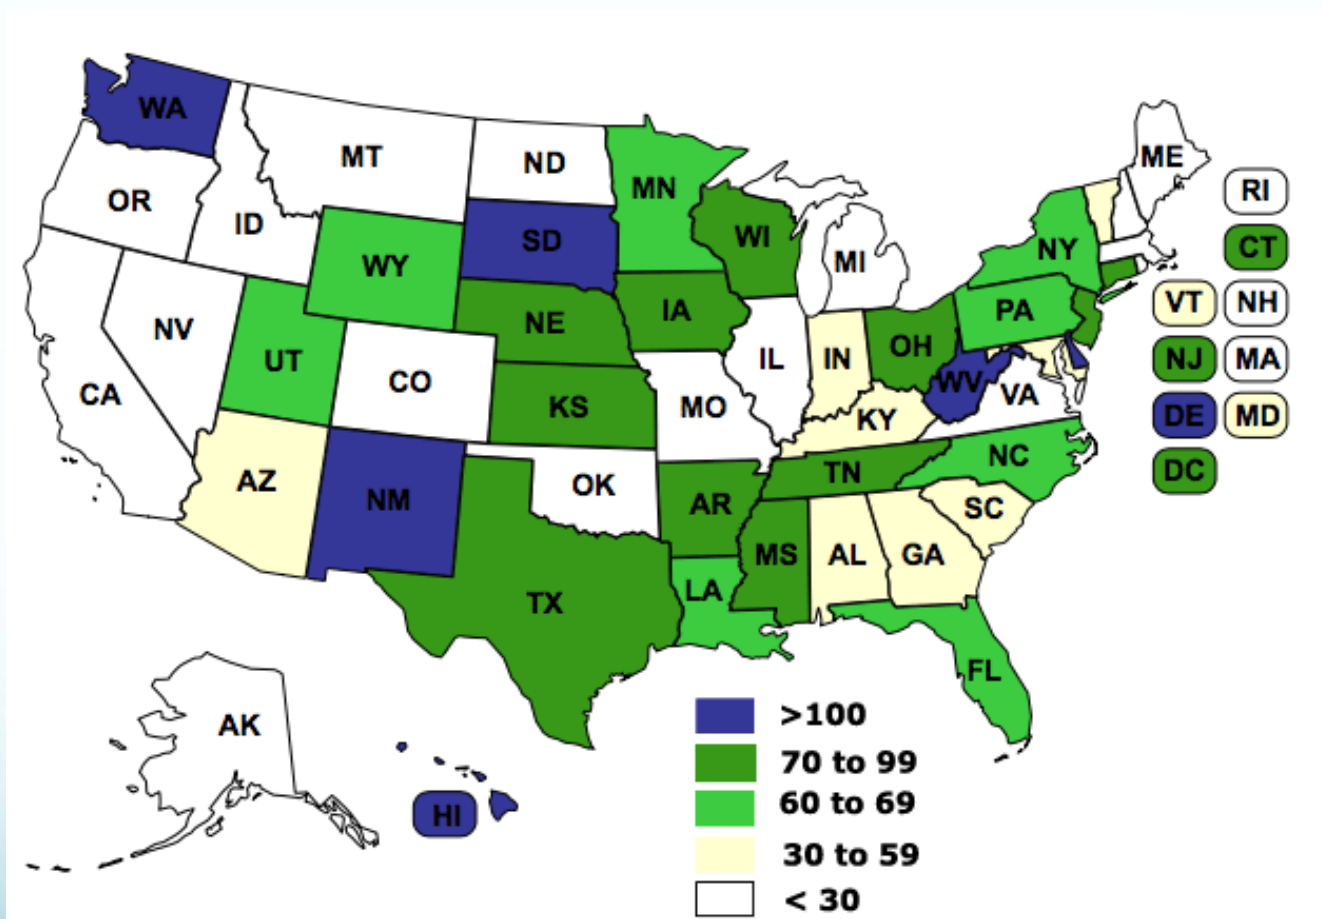 WA
MT
ND
ME
MN
RI
OR
ID
SD
WI
CT
NY
MI
WY
VT
NH
NV
NE
IA
PA
UT
IL
IN
OH
NJ
MA
CO
CA
KS
MO
WV
VA
KY
DE
MD
AZ
NM
OK
TN
NC
DC
AR
SC
MS
AL
GA
LA
TX
FL
AK
HI
>100
70 to 99
60 to 69
30 to 59
< 30